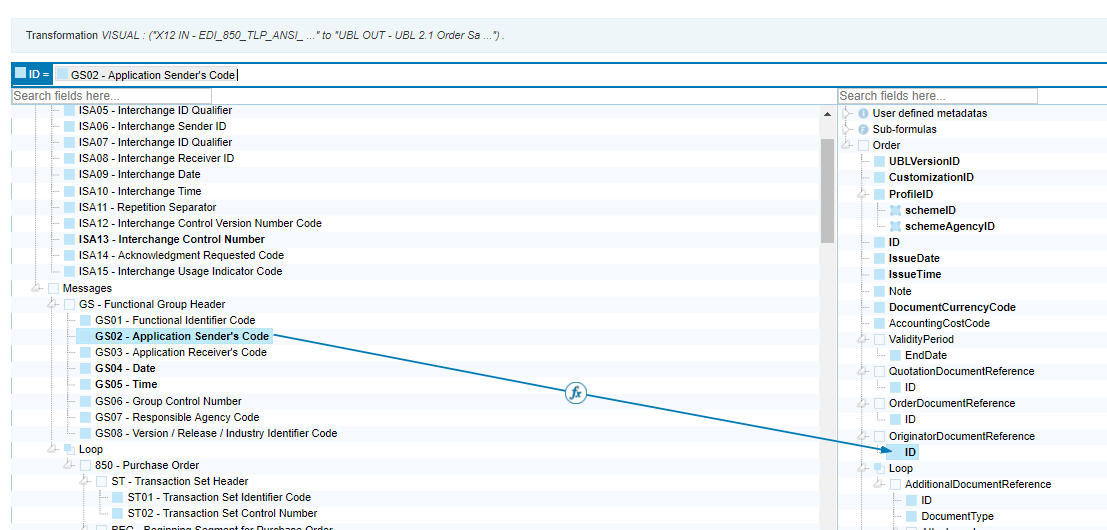 Transformation VISUAL : ("X12 IN - EDI_850_TLP_ANSI_ ..." to "UBL OUT - UBL 2.1 Order Sa ...") .
ID = GS02 - Application Sender's Code
Search fields here...
ISA05 - Interchange ID Qualifier
ISA06 - Interchange Sender ID
ISA07 - Interchange ID Qualifier
ISA08 - Interchange Receiver ID
ISA09 - Interchange Date
ISA10 - Interchange Time
ISA11 - Repetition Separator
ISA12 - Interchange Control Version Number Code
ISA13 - Interchange Control Number
ISA14 - Acknowledgment Requested Code
ISA15 - Interchange Usage Indicator Code
Messages
GS - Functional Group Header
GS01 - Functional Identifier Code
GS02 - Application Sender's Code
GS03 - Application Receiver's Code
GS04 - Date
GS05 - Time
GS06 - Group Control Number
GS07 - Responsible Agency Code
GS08 - Version / Release / Industry Identifier Code
Loop
850 - Purchase Order
ST - Transaction Set Header
ST01 - Transaction Set Identifier Code
ST02 - Transaction Set Control Number
BEG - Beginning Segment for Purchase Order
fx
Search fields here...
User defined metadatas
Sub-formulas
Order
UBLVersionID
CustomizationID
ProfileID
schemeID
schemeAgencyID
ID
IssueDate
IssueTime
Note
DocumentCurrencyCode
AccountingCostCode
ValidityPeriod
EndDate
QuotationDocumentReference
ID
OrderDocumentReference
ID
OriginatorDocumentReference
ID
Loop
AdditionalDocumentReference
ID
DocumentType